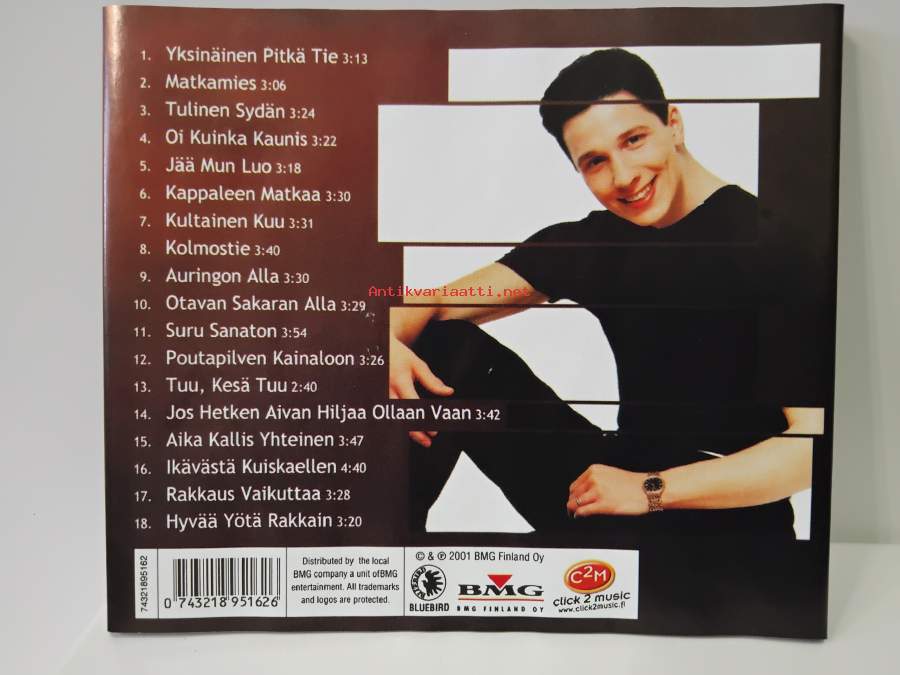 1. Yksinäinen Pitkä Tie 3:13
2. Matkamies 3:06
3. Tulinen Sydän 3:24
4. Oi Kuinka Kaunis 3:22
5. Jää Mun Luo 3:18
6. Kappaleen Matkaa 3:30
7. Kultainen Kuu 3:31
8. Kolmostie 3:40
9. Auringon Alla 3:30
10. Otavan Sakaran Alla 3:29
11. Suru Sanaton 3:54
12. Poutapilven Kainaloon 3:26
13. Tuu, Kesä Tuu 2:40
14. Jos Hetken Aivan Hiljaa Ollaan Vaan 3:42
15. Aika Kallis Yhteinen 3:47
16. Ikävästä Kuiskaellen 4:40
17. Rakkaus Vaikuttaa 3:28
18. Hyvää Yötä Rakkain 3:20
Antikvariaatti.net
74321895162
0 743218 951626
Distributed by the local
BMG company a unit ofBMG
entertainment. All trademarks
and logos are protected.
© & ℗ 2001 BMG Finland Oy
BLUEBIRD
BLUEBIRD
BMG
BMG FINLAND OY
C2M
click 2 music
www.click2music.fi